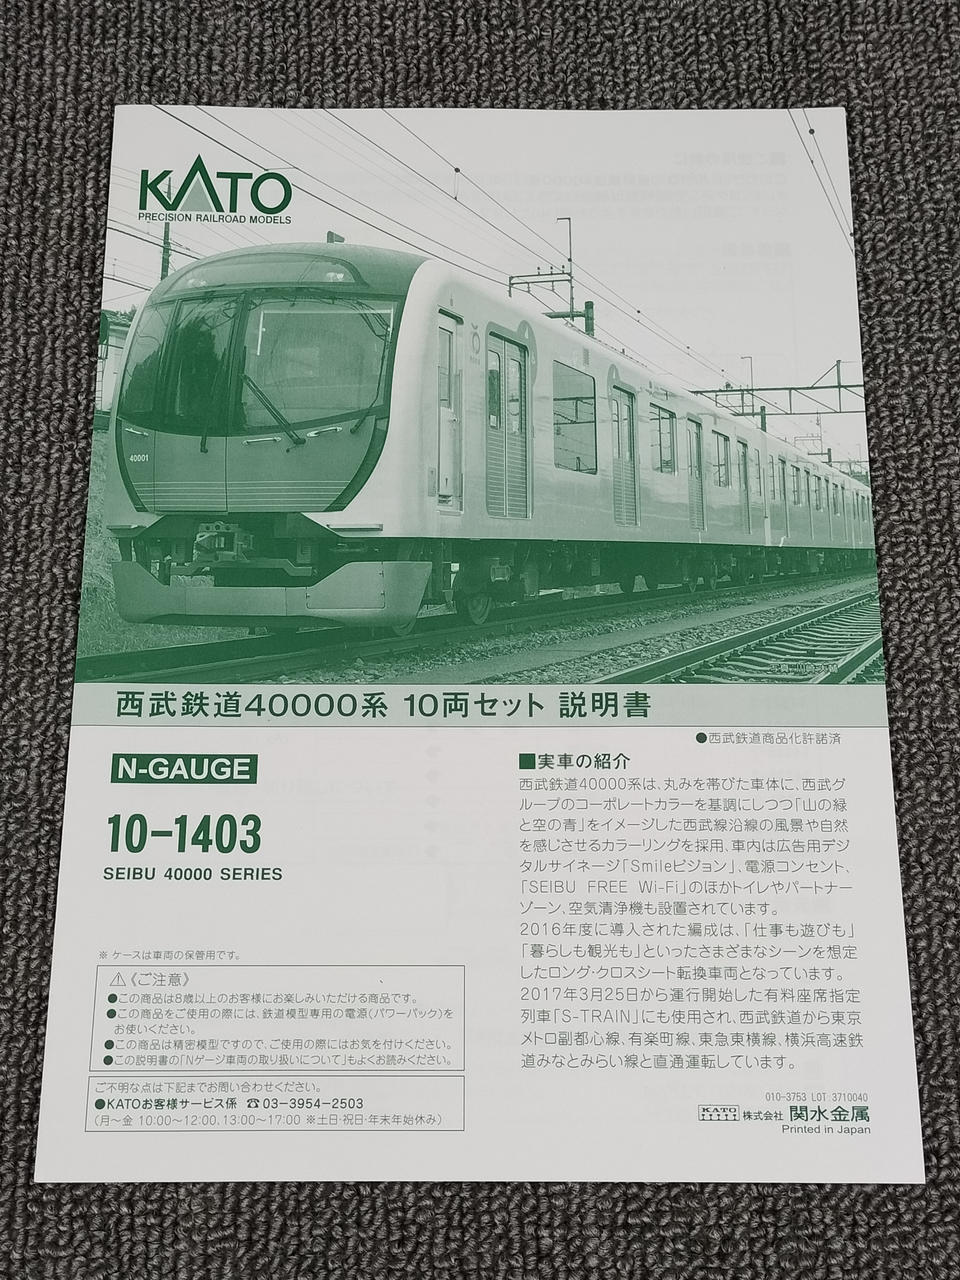 KATO
PRECISION RAILROAD MODELS
40001
西武鉄道40000系 10両セット 説明書
●西武鉄道商品化許諾済
N-GAUGE
10-1403
SEIBU 40000 SERIES
※ ケースは車両の保管用です。
⚠《ご注意》
●この商品は8歳以上のお客様にお楽しみいただける商品です。
●この商品をご使用の際には、鉄道模型専用の電源(パワーパック)を
お使いください。
●この商品は精密模型ですので、ご使用の際にはお気を付けください。
●この説明書の「Nゲージ車両の取り扱いについて」もよくお読みください。
ご不明な点は下記までお問い合わせください。
●KATOお客様サービス係 ☎03-3954-2503
(月〜金 10:00〜12:00、13:00〜17:00 ※土日・祝日・年末年始休み)
■実車の紹介
西武鉄道40000系は、丸みを帯びた車体に、西武グ
ループのコーポレートカラーを基調にしつつ「山の緑
と空の青」をイメージした西武線沿線の風景や自然
を感じさせるカラーリングを採用、車内は広告用デジ
タルサイネージ「Smileビジョン」、電源コンセント、
「SEIBU FREE Wi-Fi」のほかトイレやパートナー
ゾーン、空気清浄機も設置されています。
2016年度に導入された編成は、「仕事も遊びも」
「暮らしも観光も」といったさまざまなシーンを想定
したロング・クロスシート転換車両となっています。
2017年3月25日から運行開始した有料座席指定
列車「S-TRAIN」にも使用され、西武鉄道から東京
メトロ副都心線、有楽町線、東急東横線、横浜高速鉄
道みなとみらい線と直通運転しています。
010-3753 LOT:3710040
KATO 株式会社 関水金属
Printed in Japan